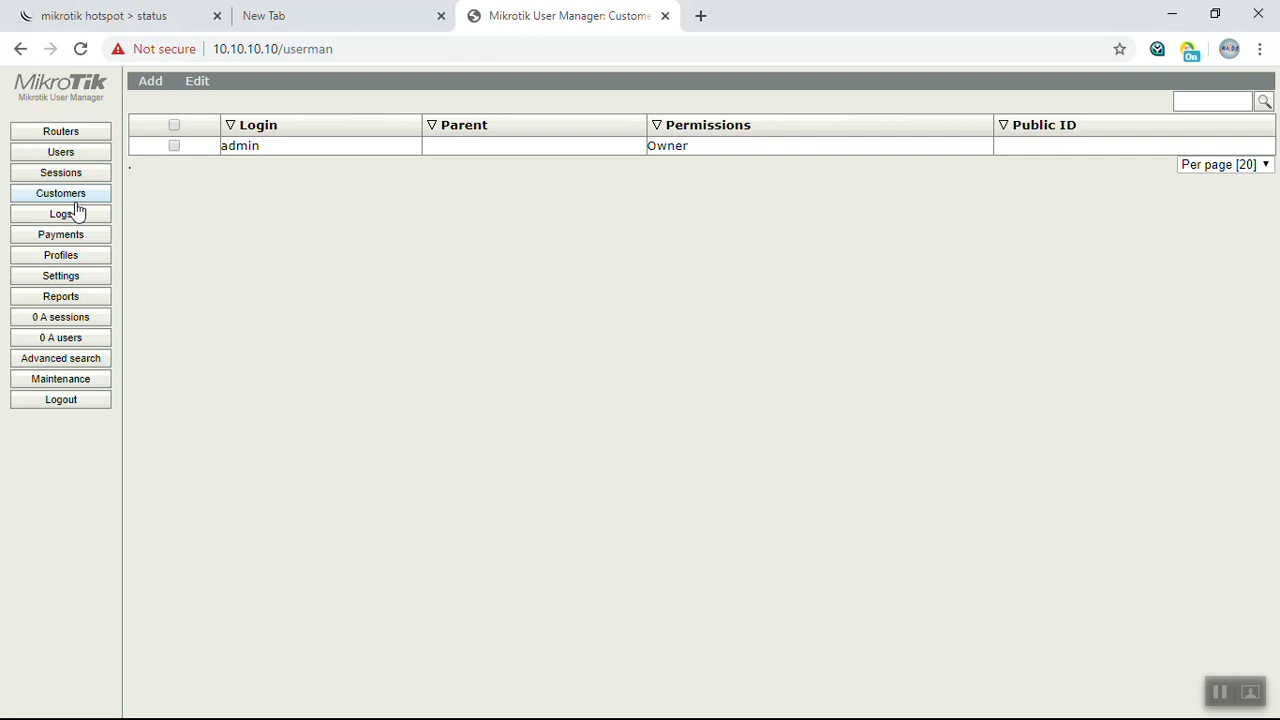 mikrotik hotspot > status
New Tab
Mikrotik User Manager: Custome
Not secure
10.10.10.10/userman
On
MikroTik
Mikrotik User Manager
Add Edit
Routers
Users
Sessions
Customers
Logs
Payments
Profiles
Settings
Reports
0 A sessions
0 A users
Advanced search
Maintenance
Logout
Login Parent Permissions Public ID
admin Owner
Per page [20]